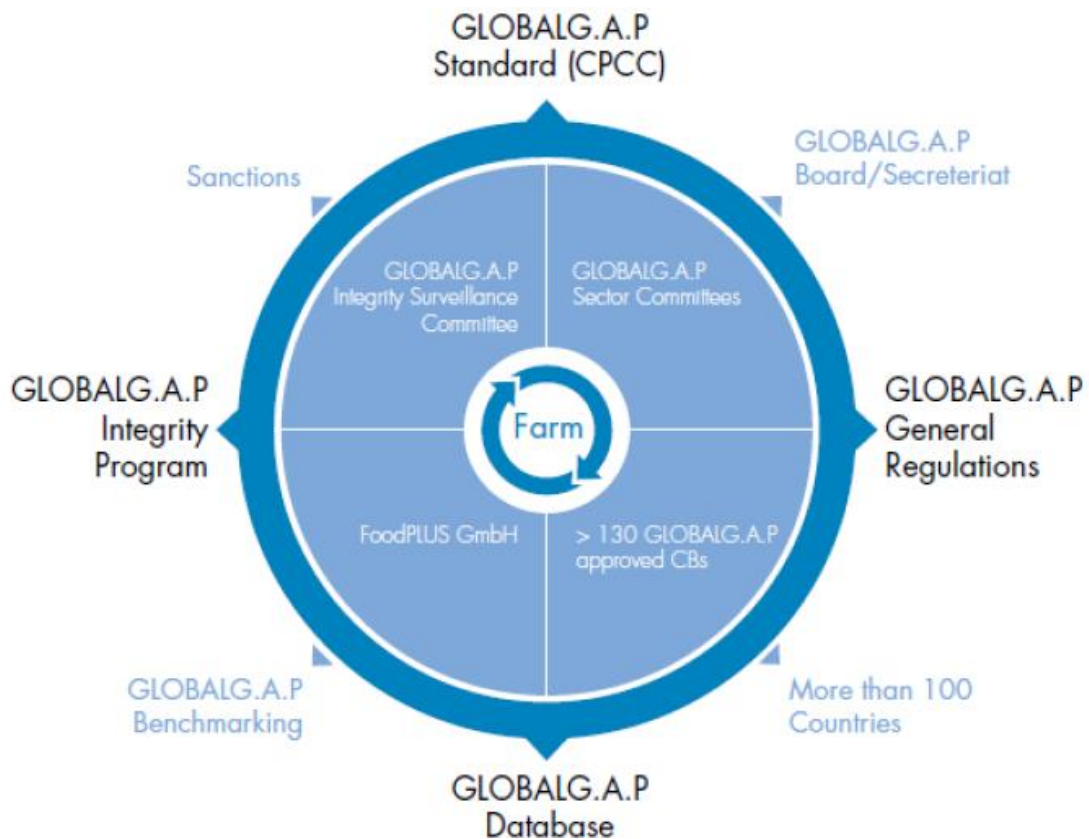 GLOBALG.A.P
Standard (CPCC)
Sanctions
GLOBALG.A.P
Board/Secreteriat
GLOBALG.A.P
Integrity Surveillance
Committee
GLOBALG.A.P
Sector Committees
GLOBALG.A.P
Integrity
Program
Farm
GLOBALG.A.P
General
Regulations
FoodPLUS GmbH
> 130 GLOBALG.A.P
approved CBs
GLOBALG.A.P
Benchmarking
More than 100
Countries
GLOBALG.A.P
Database